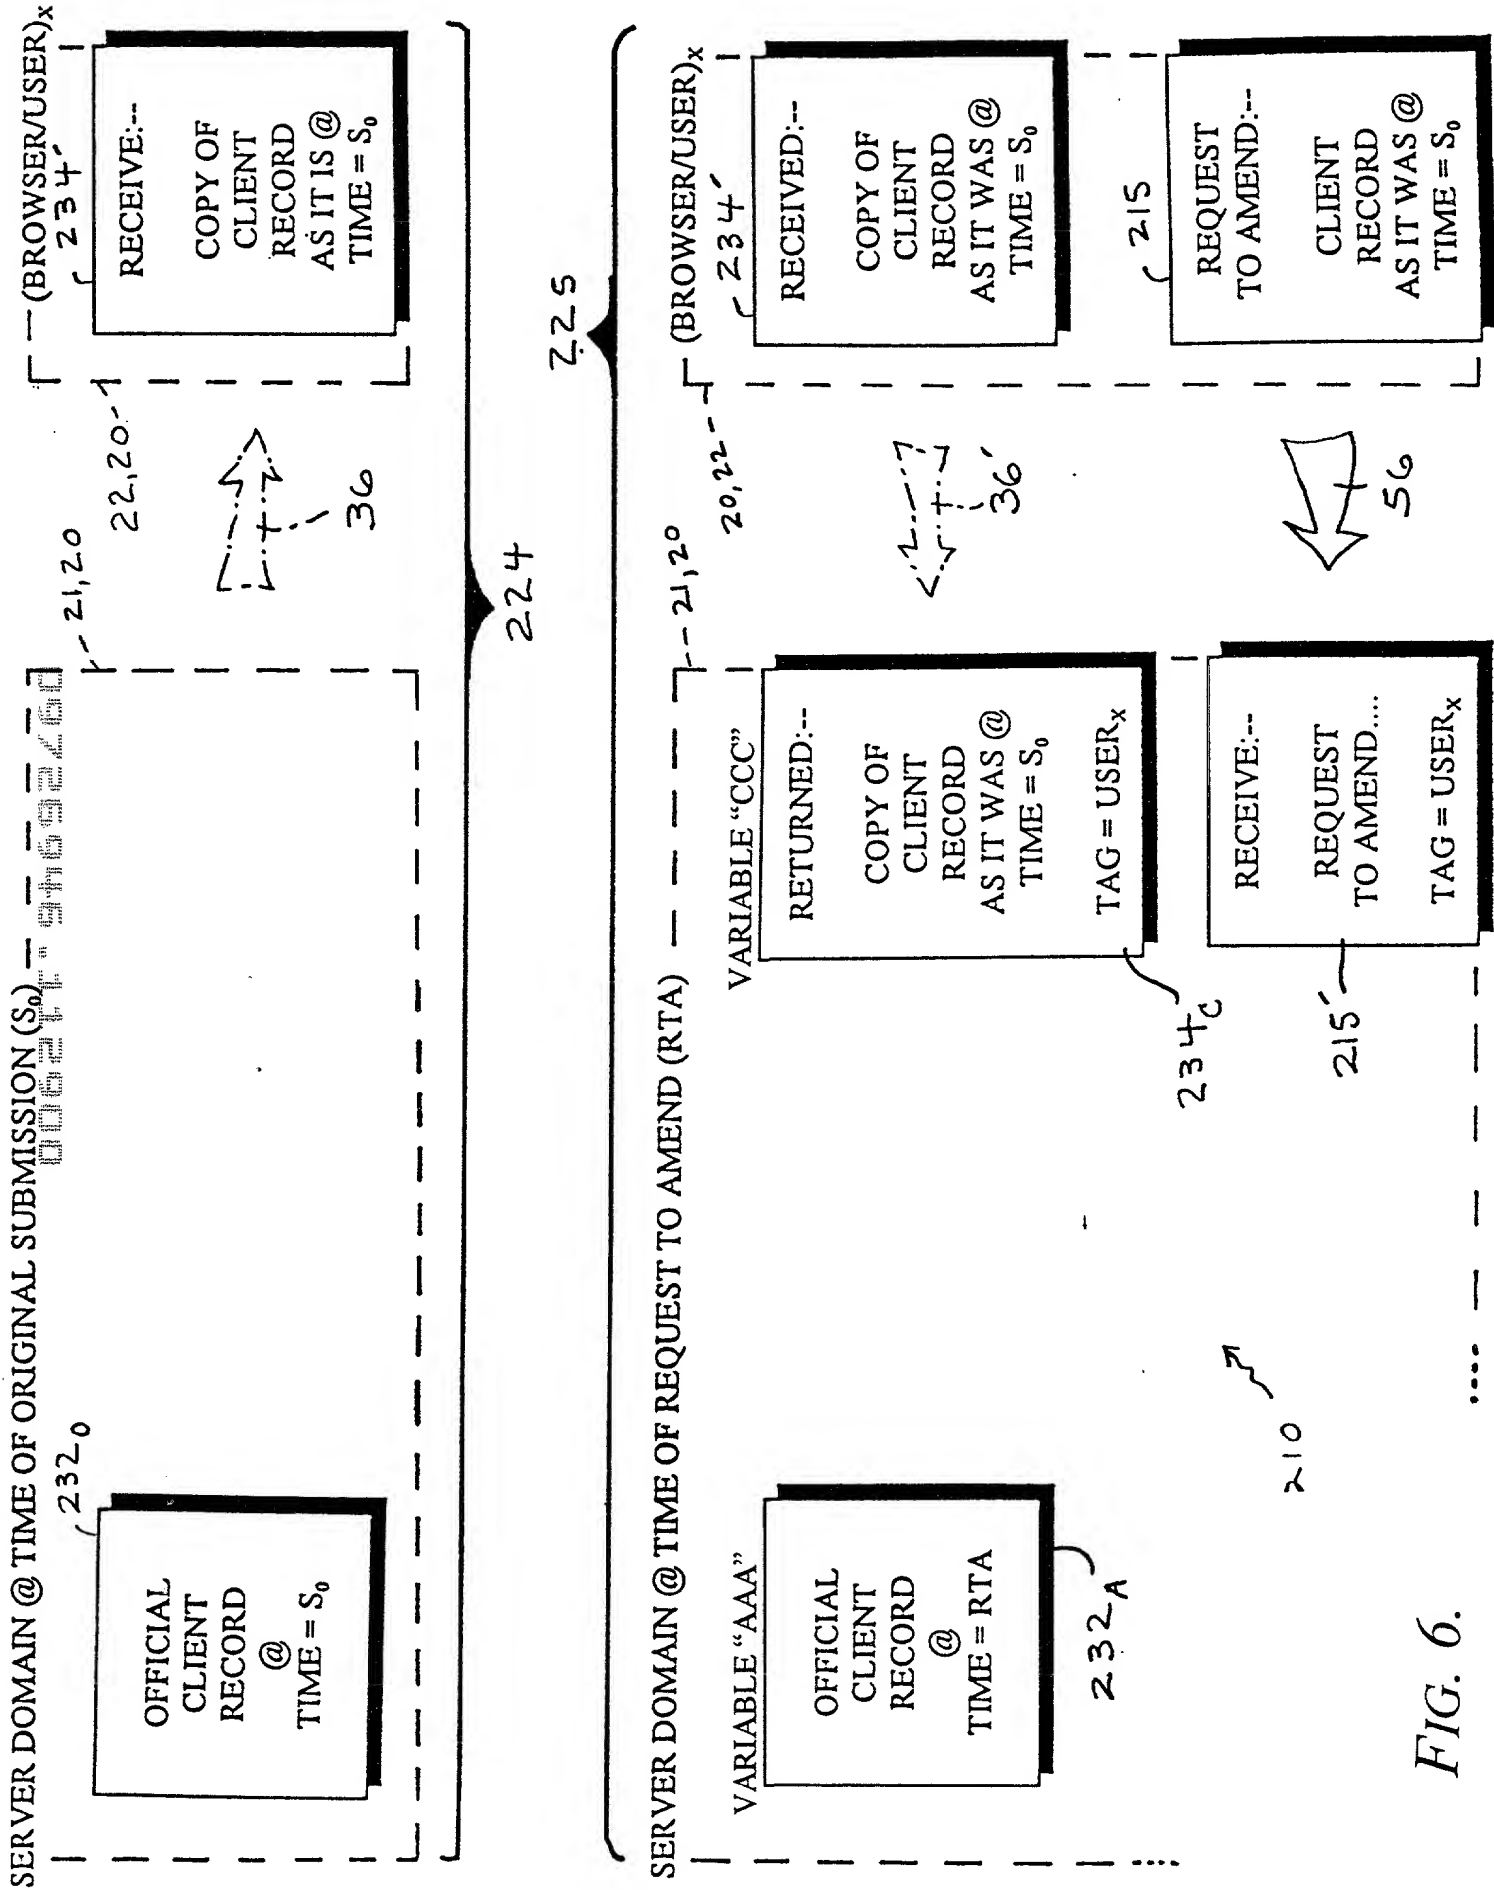 SERVER DOMAIN @ TIME OF ORIGINAL SUBMISSION (S₀)
(BROWSER/USER)ₓ
232₀
OFFICIAL
CLIENT
RECORD
@
TIME = S₀
21,20
22,20
36
234′
RECEIVE:--
COPY OF
CLIENT
RECORD
AS IT IS @
TIME = S₀
224
225
SERVER DOMAIN @ TIME OF REQUEST TO AMEND (RTA)
21,20
20,22
(BROWSER/USER)ₓ
VARIABLE “AAA”
OFFICIAL
CLIENT
RECORD
@
TIME = RTA
232A
VARIABLE “CCC”
RETURNED:--
COPY OF
CLIENT
RECORD
AS IT WAS @
TIME = S₀
TAG = USERₓ
234C
36′
234′
RECEIVED:--
COPY OF
CLIENT
RECORD
AS IT WAS @
TIME = S₀
210
215′
RECEIVE:--
REQUEST
TO AMEND....
TAG = USERₓ
56
215
REQUEST
TO AMEND:--
CLIENT
RECORD
AS IT WAS @
TIME = S₀
FIG. 6.